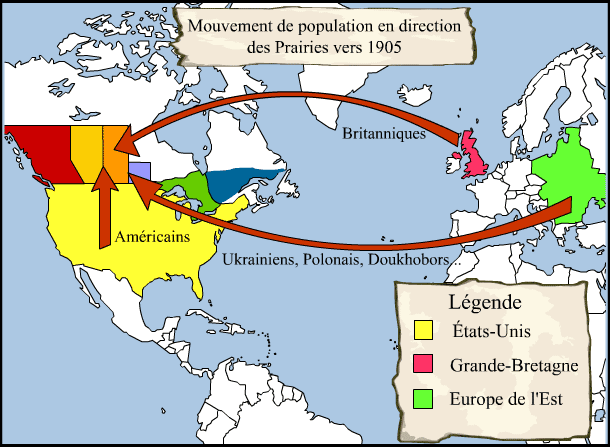 Mouvement de population en direction
des Prairies vers 1905
Britanniques
Américains
Ukrainiens, Polonais, Doukhobors...
Légende
États-Unis
Grande-Bretagne
Europe de l'Est